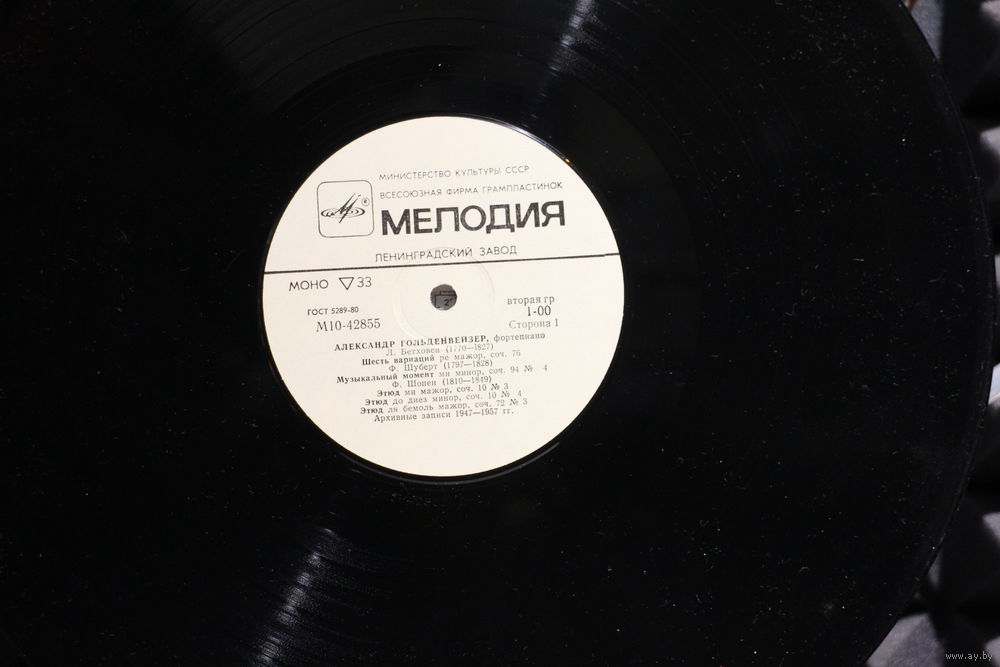 МИНИСТЕРСТВО КУЛЬТУРЫ СССР
ВСЕСОЮЗНАЯ ФИРМА ГРАМПЛАСТИНОК
МЕЛОДИЯ
ЛЕНИНГРАДСКИЙ ЗАВОД
МОНО ▽ 33
ГОСТ 5289-80
М10-42855
вторая гр
1-00
Сторона 1
АЛЕКСАНДР ГОЛЬДЕНВЕЙЗЕР, фортепиано
Л. Бетховен (1770—1827)
Шесть вариаций ре мажор, соч. 76
Ф. Шуберт (1797—1828)
Музыкальный момент ми минор, соч. 94 № 4
Ф. Шопен (1810—1849)
Этюд ми мажор, соч. 10 № 3
Этюд до диез минор, соч. 10 № 4
Этюд ля бемоль мажор, соч. 72 № 3
Архивные записи 1947—1957 гг.
www.ay.by